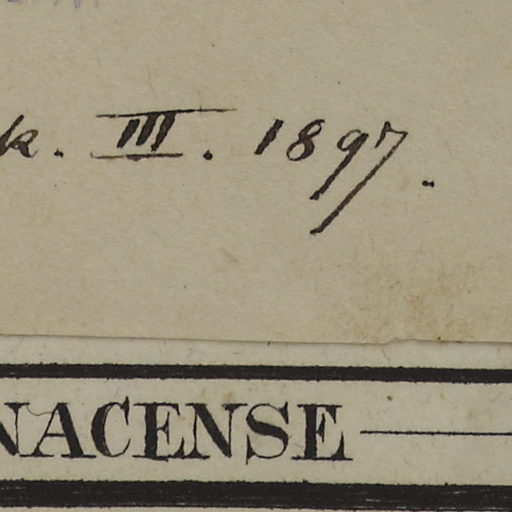 k. III. 1897.
NACENSE